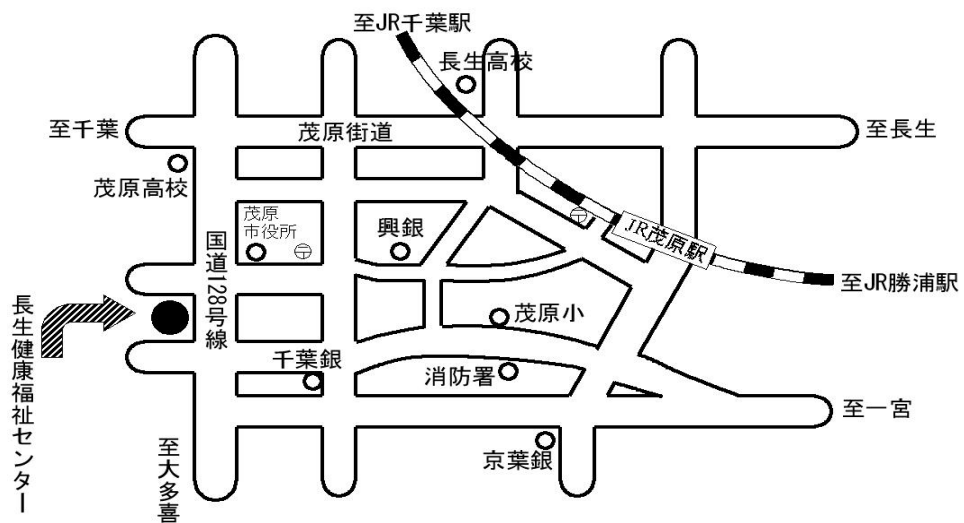 至JR千葉駅
長生高校
至千葉
茂原街道
至長生
茂原高校
茂原
市役所
〒
興銀
〒
JR茂原駅
国道128号線
至JR勝浦駅
長生健康福祉センター
茂原小
千葉銀
消防署
至一宮
京葉銀
至大多喜